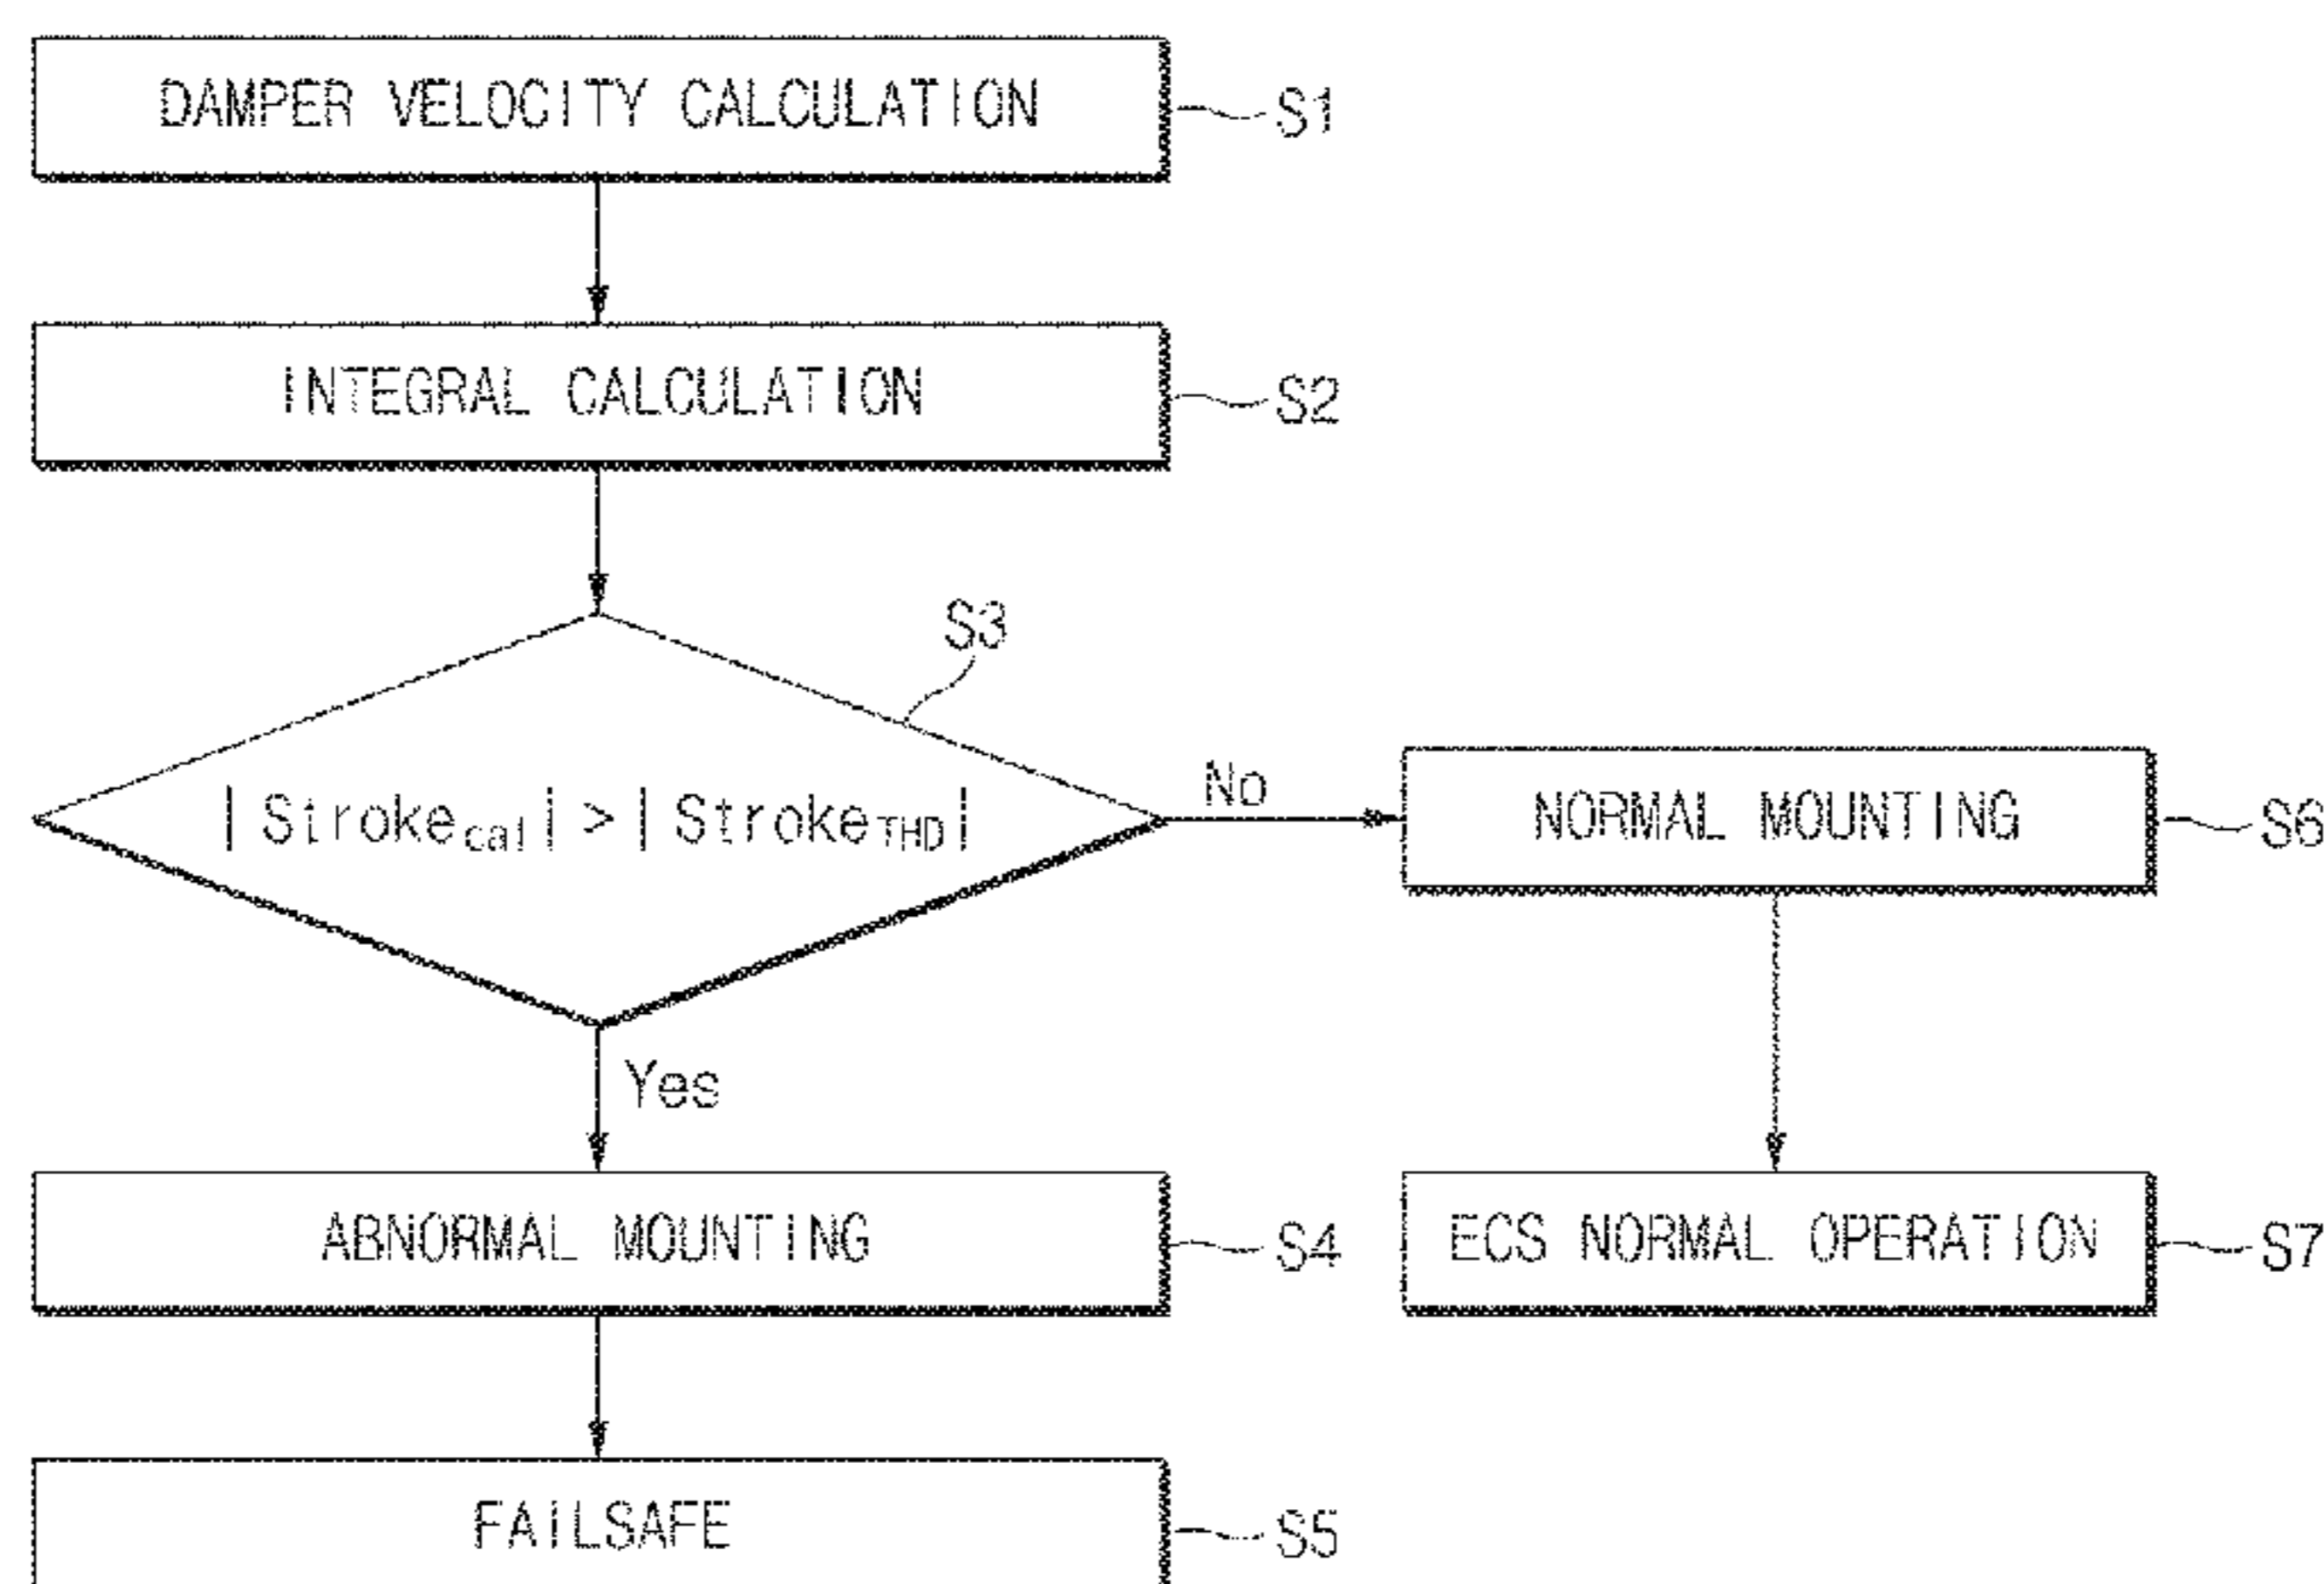 DAMPER VELOCITY CALCULATION
S1
INTEGRAL CALCULATION
S2
S3
|Stroke_cal|>|Stroke_THD|
No
NORMAL MOUNTING
S6
Yes
ABNORMAL MOUNTING
S4
ECS NORMAL OPERATION
S7
FAILSAFE
S5